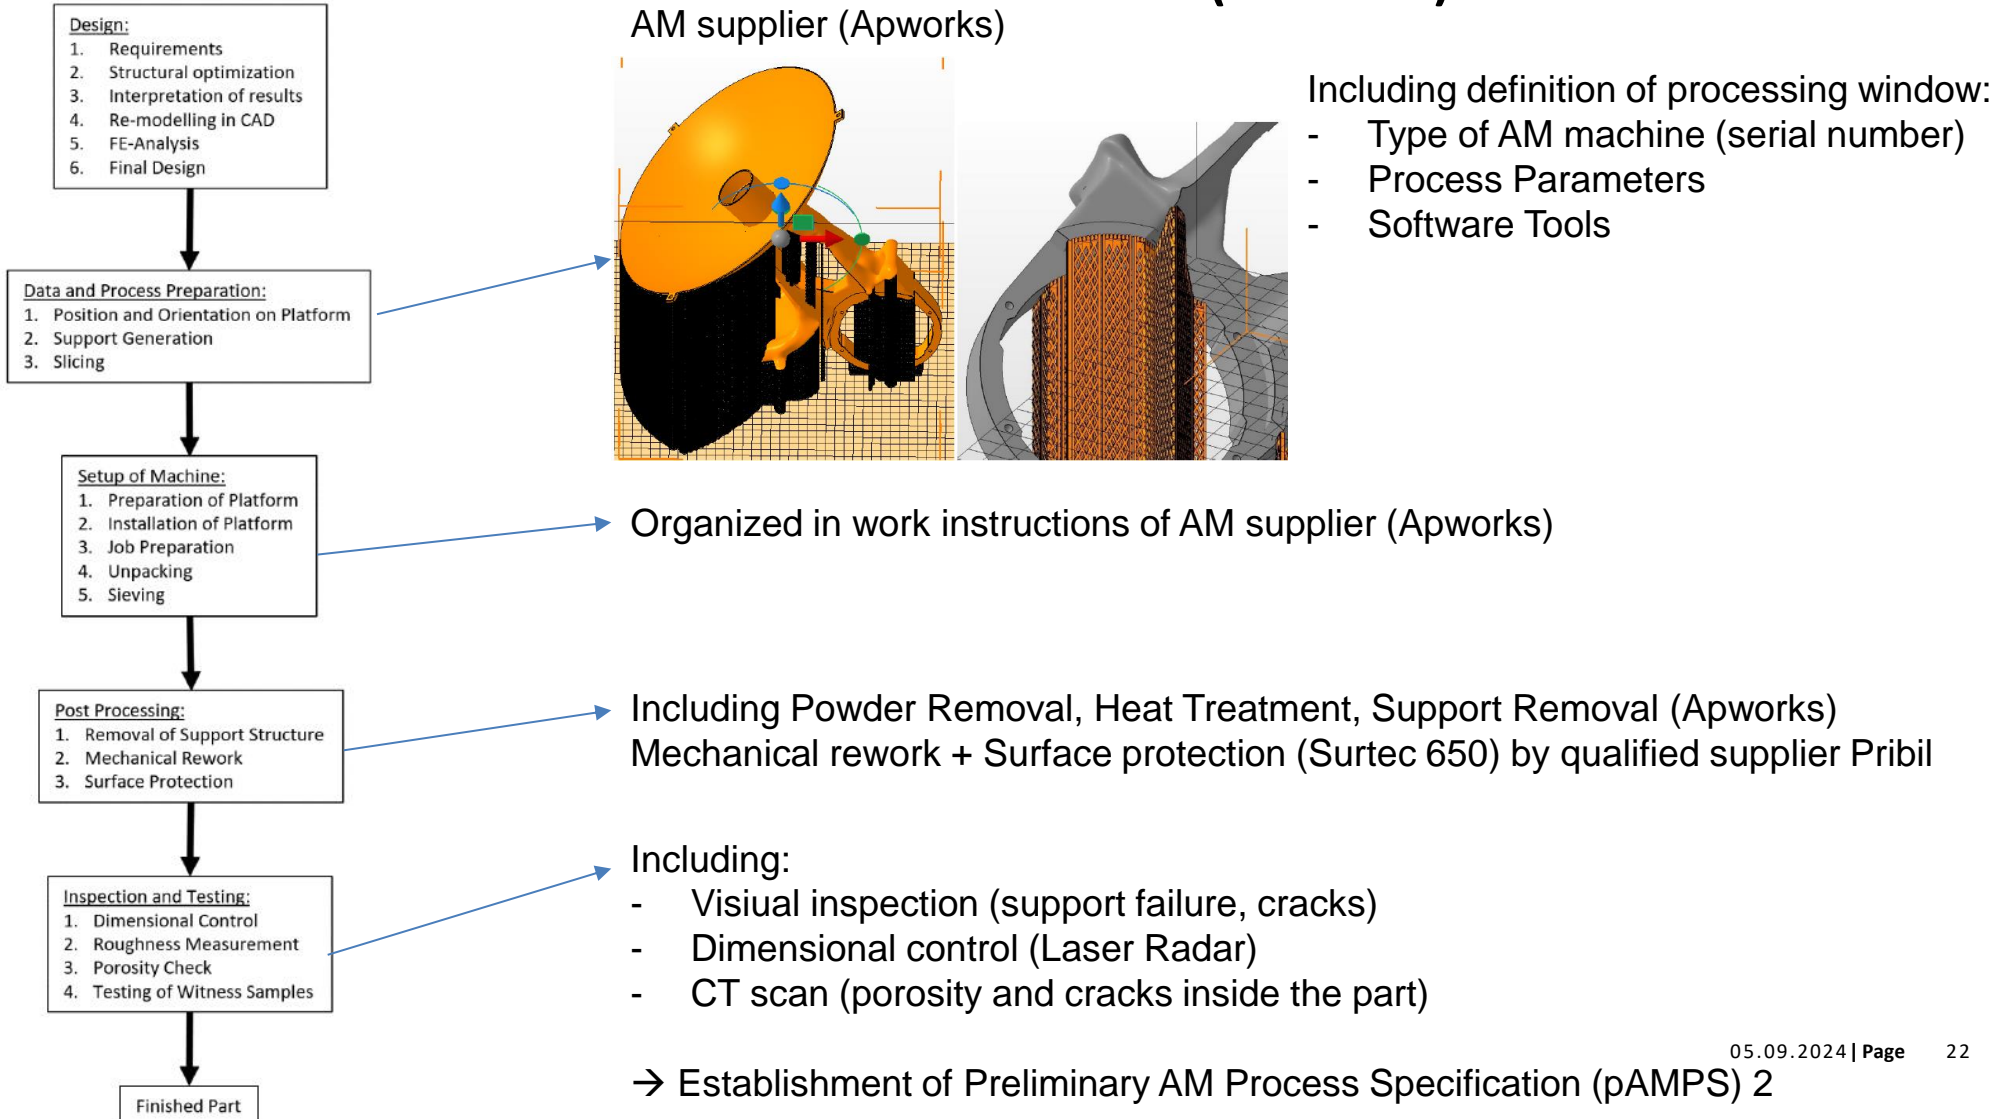 Design:
1. Requirements
2. Structural optimization
3. Interpretation of results
4. Re-modelling in CAD
5. FE-Analysis
6. Final Design
Data and Process Preparation:
1. Position and Orientation on Platform
2. Support Generation
3. Slicing
Setup of Machine:
1. Preparation of Platform
2. Installation of Platform
3. Job Preparation
4. Unpacking
5. Sieving
Post Processing:
1. Removal of Support Structure
2. Mechanical Rework
3. Surface Protection
Inspection and Testing:
1. Dimensional Control
2. Roughness Measurement
3. Porosity Check
4. Testing of Witness Samples
Finished Part
AM supplier (Apworks)
Including definition of processing window:
- Type of AM machine (serial number)
- Process Parameters
- Software Tools
Organized in work instructions of AM supplier (Apworks)
Including Powder Removal, Heat Treatment, Support Removal (Apworks)
Mechanical rework + Surface protection (Surtec 650) by qualified supplier Pribil
Including:
- Visiual inspection (support failure, cracks)
- Dimensional control (Laser Radar)
- CT scan (porosity and cracks inside the part)
→ Establishment of Preliminary AM Process Specification (pAMPS) 2
05.09.2024 | Page 22